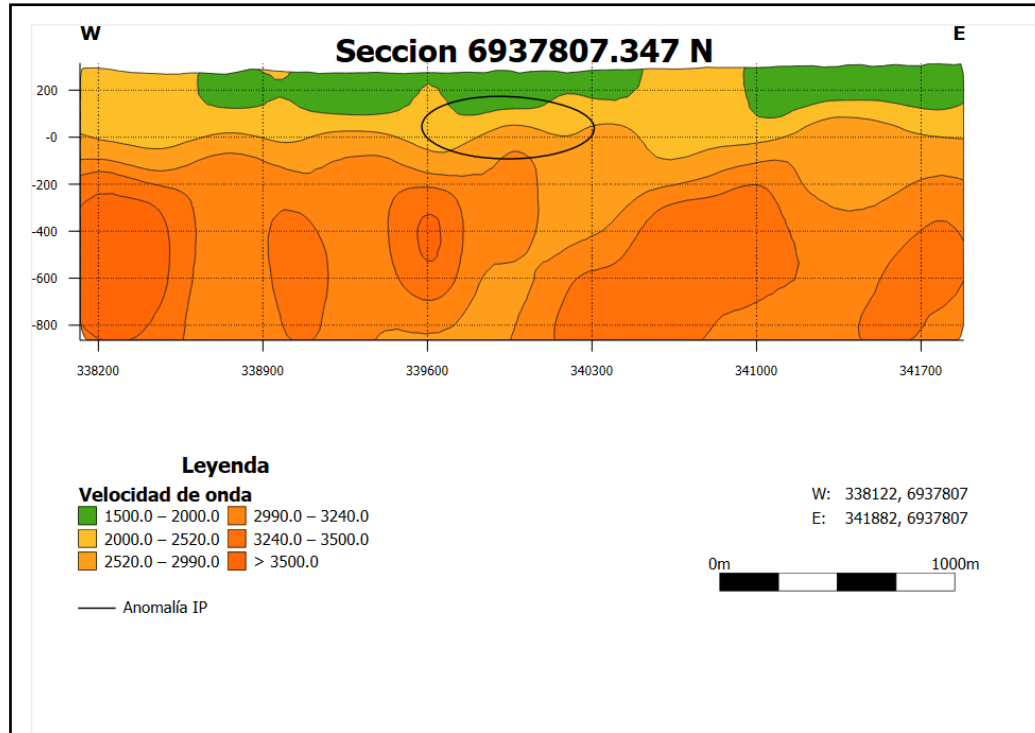 W
E
Seccion 6937807.347 N
200
-0
-200
-400
-600
-800
338200 338900 339600 340300 341000 341700
Leyenda
Velocidad de onda
1500.0 – 2000.0 2990.0 – 3240.0
2000.0 – 2520.0 3240.0 – 3500.0
2520.0 – 2990.0 > 3500.0
Anomalía IP
W: 338122, 6937807
E: 341882, 6937807
0m 1000m